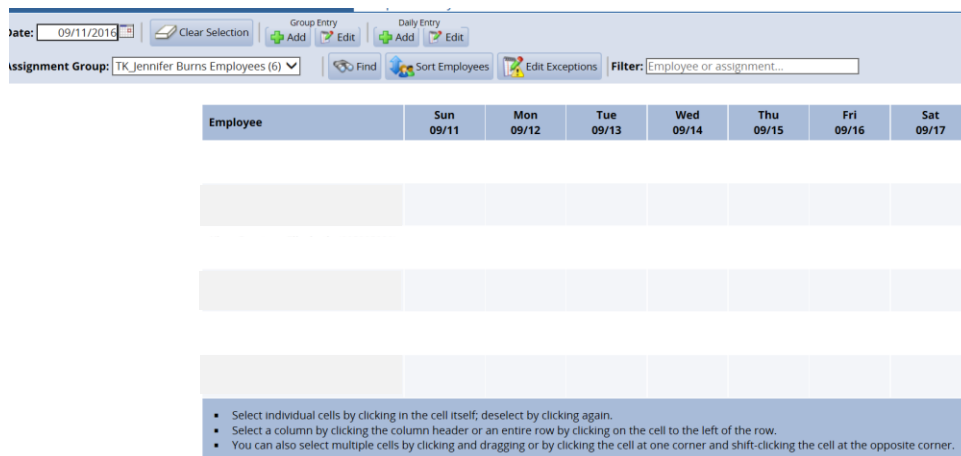 Date: 09/11/2016 Clear Selection Group Entry Add Edit Daily Entry Add Edit
Assignment Group: TK_Jennifer Burns Employees (6) Find Sort Employees Edit Exceptions Filter: Employee or assignment...
Employee Sun 09/11 Mon 09/12 Tue 09/13 Wed 09/14 Thu 09/15 Fri 09/16 Sat 09/17
▪ Select individual cells by clicking in the cell itself; deselect by clicking again.
▪ Select a column by clicking the column header or an entire row by clicking on the cell to the left of the row.
▪ You can also select multiple cells by clicking and dragging or by clicking the cell at one corner and shift-clicking the cell at the opposite corner.